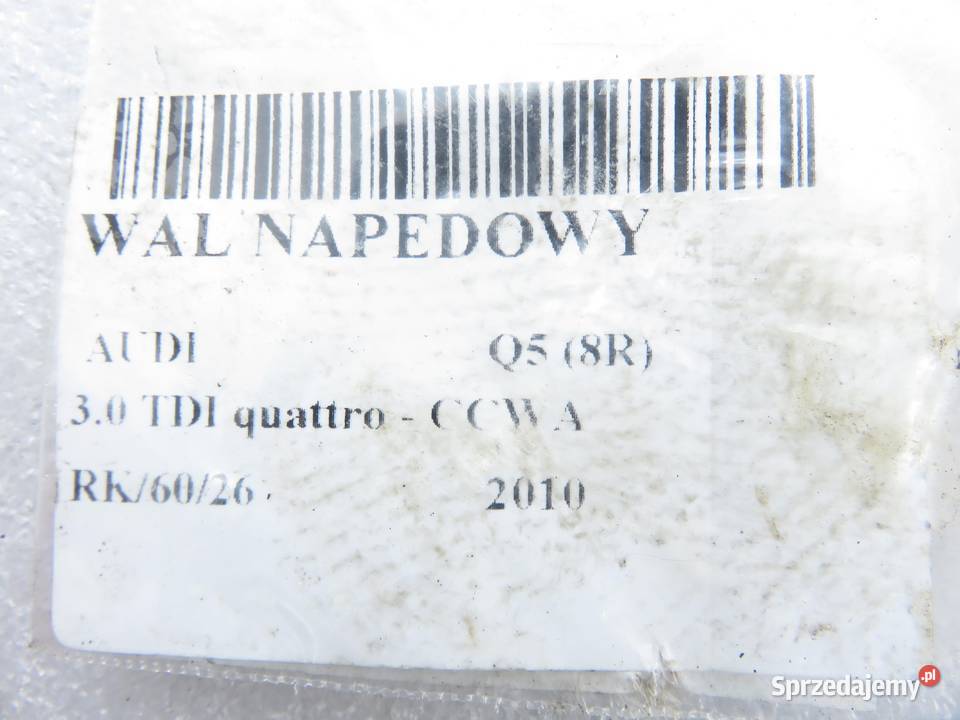 WAL NAPEDOWY
AUDI Q5 (8R)
3.0 TDI quattro - CCWA
RK/60/26 2010
Sprzedajemy.pl